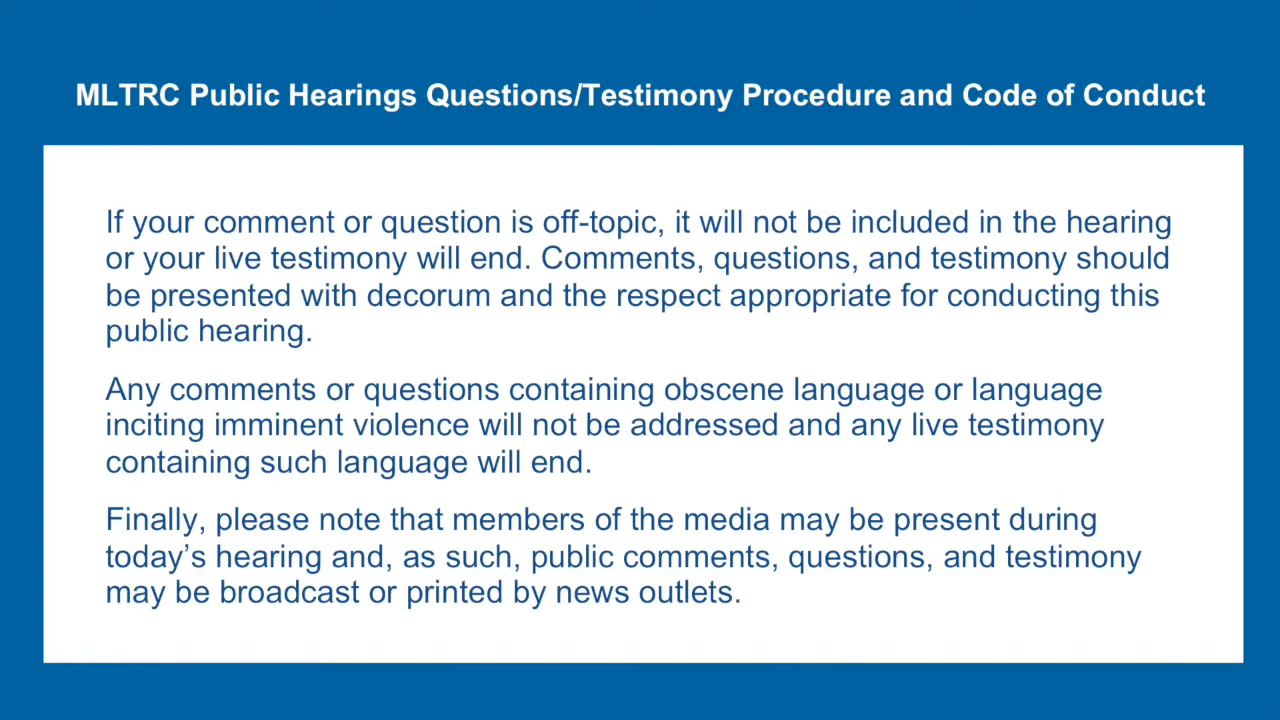 MLTRC Public Hearings Questions/Testimony Procedure and Code of Conduct
If your comment or question is off-topic, it will not be included in the hearing
or your live testimony will end. Comments, questions, and testimony should
be presented with decorum and the respect appropriate for conducting this
public hearing.
Any comments or questions containing obscene language or language
inciting imminent violence will not be addressed and any live testimony
containing such language will end.
Finally, please note that members of the media may be present during
today’s hearing and, as such, public comments, questions, and testimony
may be broadcast or printed by news outlets.